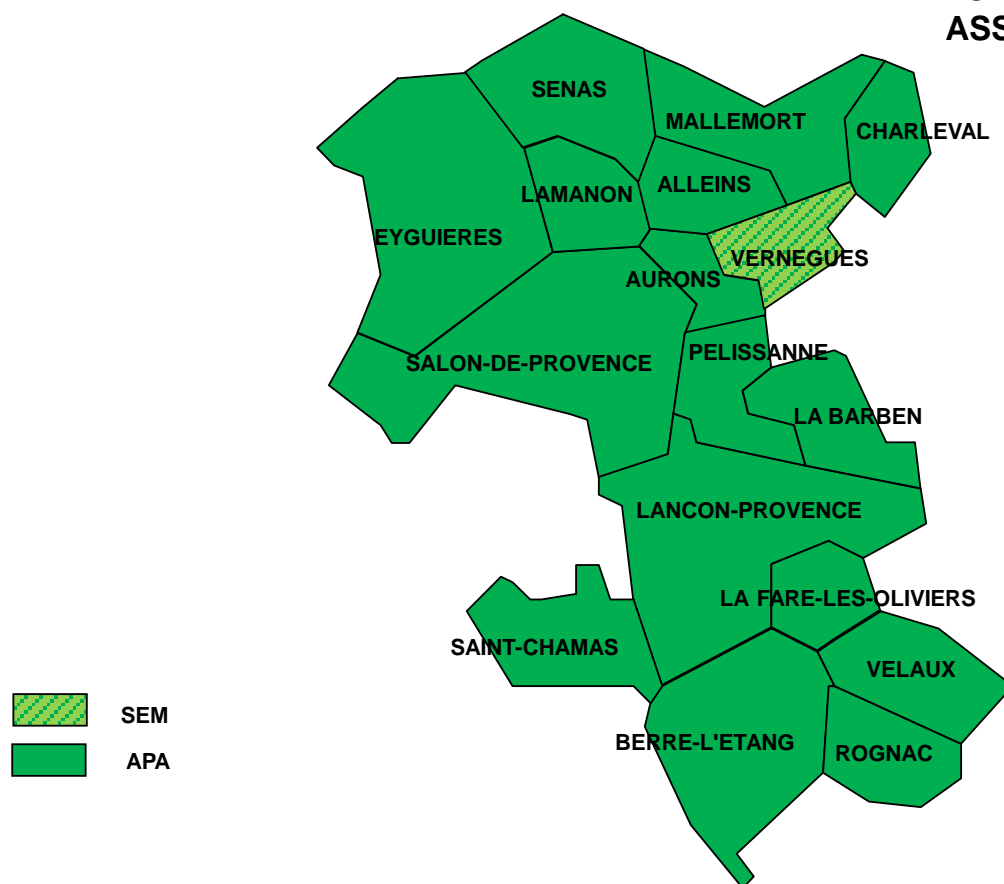 ASS
SENAS
MALLEMORT
CHARLEVAL
ALLEINS
LAMANON
EYGUIERES
VERNEGUES
AURONS
PELISSANNE
SALON-DE-PROVENCE
LA BARBEN
LANCON-PROVENCE
LA FARE-LES-OLIVIERS
SAINT-CHAMAS
VELAUX
SEM
BERRE-L'ETANG
ROGNAC
APA